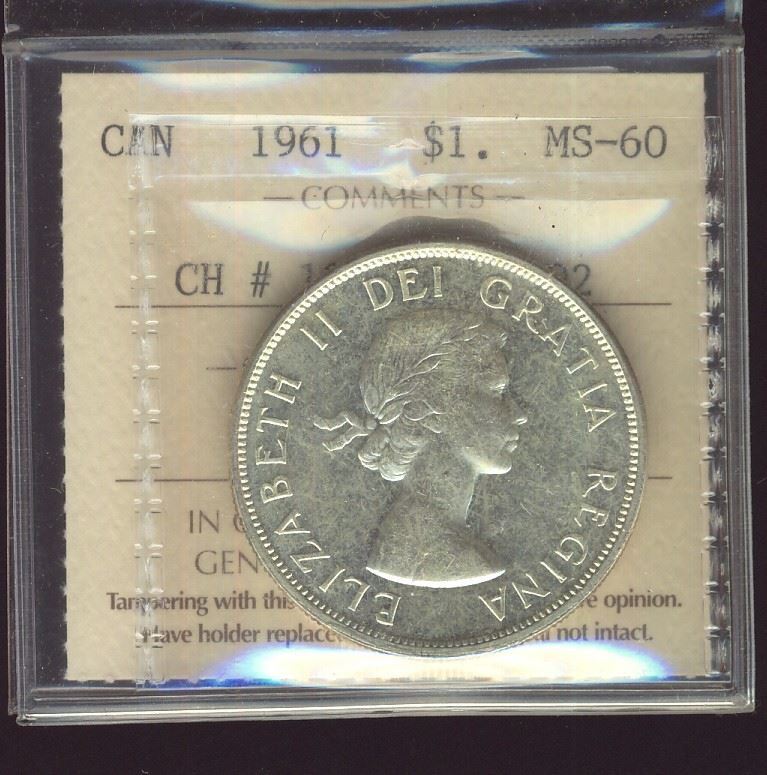 CAN 1961 $1. MS-60
COMMENTS
CH #
ELIZABETH II DEI GRATIA REGINA
IN
GEN
Tampering with this opinion.
Have holder not intact.